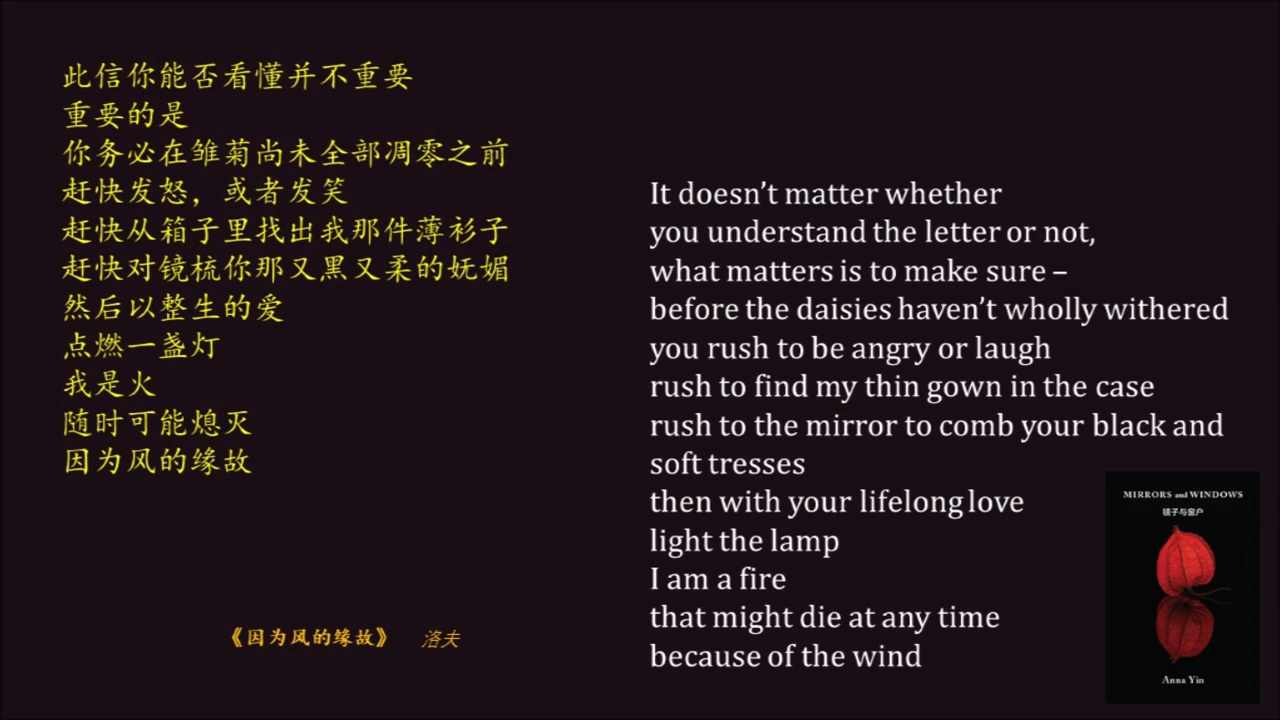 此信你能否看懂并不重要
重要的是
你务必在雏菊尚未全部凋零之前
赶快发怒，或者发笑
赶快从箱子里找出我那件薄衫子
赶快对镜梳你那又黑又柔的妩媚
然后以整生的爱
点燃一盏灯
我是火
随时可能熄灭
因为风的缘故
《因为风的缘故》 洛夫
It doesn’t matter whether
you understand the letter or not,
what matters is to make sure –
before the daisies haven’t wholly withered
you rush to be angry or laugh
rush to find my thin gown in the case
rush to the mirror to comb your black and
soft tresses
then with your lifelong love
light the lamp
I am a fire
that might die at any time
because of the wind
MIRRORS and WINDOWS
镜子与窗户
Anna Yin